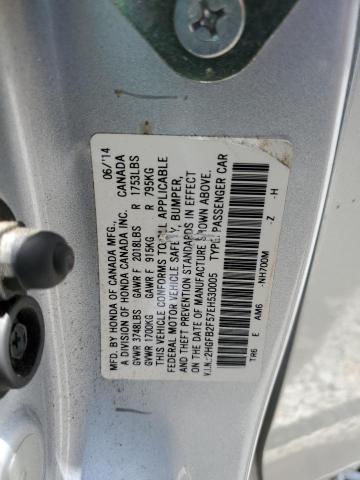 MFD. BY HONDA OF CANADA MFG., 06/'14
A DIVISION OF HONDA CANADA INC. CANADA
GVWR 3748LBS GAWR F 2018LBS R 1753LBS
GVWR 1700KG GAWR F 915KG R 795KG
THIS VEHICLE CONFORMS TO ALL APPLICABLE
FEDERAL MOTOR VEHICLE SAFETY, BUMPER,
AND THEFT PREVENTION STANDARDS IN EFFECT
ON THE DATE OF MANUFACTURE SHOWN ABOVE.
V.I.N.:2HGFB2F57EH530005 TYPE:PASSENGER CAR
TR6 E AM6 -NH700M -Z -H